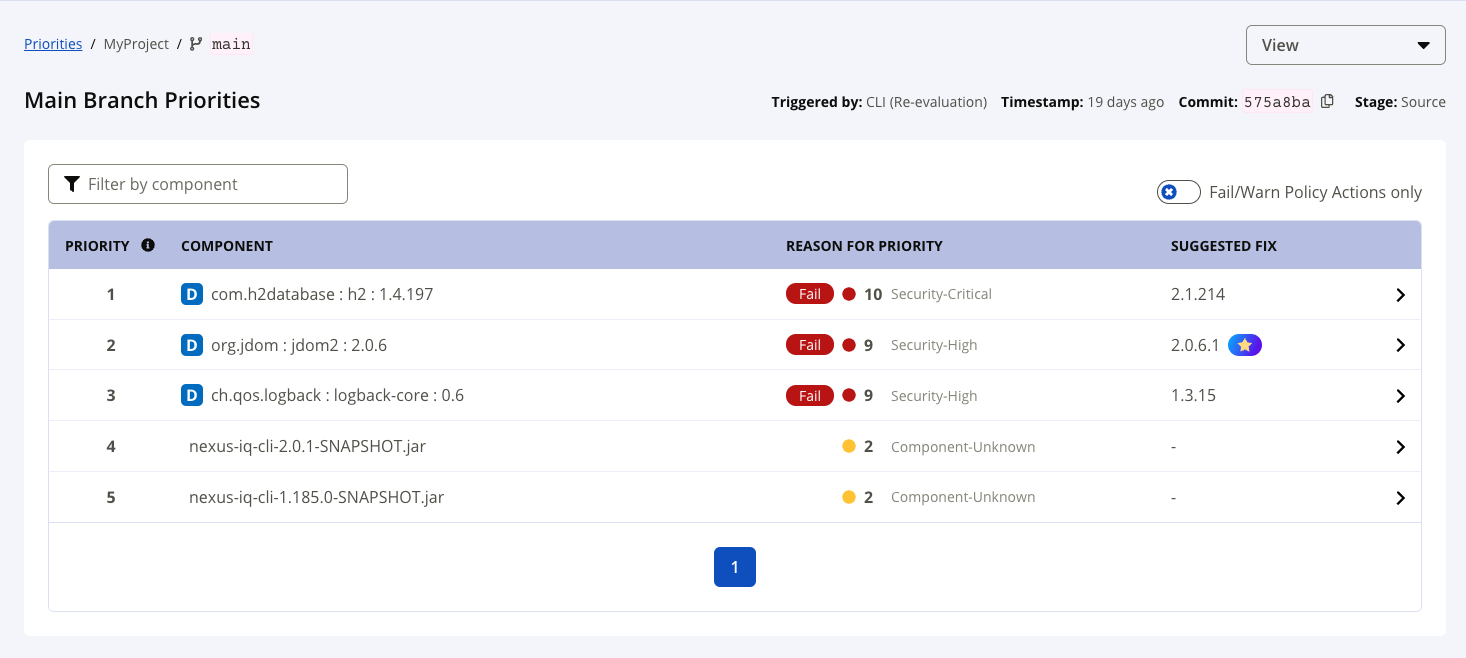 Priorities / MyProject / main
View
Main Branch Priorities
Triggered by: CLI (Re-evaluation) Timestamp: 19 days ago Commit: 575a8ba Stage: Source
Filter by component
Fail/Warn Policy Actions only
PRIORITY COMPONENT REASON FOR PRIORITY SUGGESTED FIX
1 D com.h2database : h2 : 1.4.197 Fail 10 Security-Critical 2.1.214
2 D org.jdom : jdom2 : 2.0.6 Fail 9 Security-High 2.0.6.1
3 D ch.qos.logback : logback-core : 0.6 Fail 9 Security-High 1.3.15
4 nexus-iq-cli-2.0.1-SNAPSHOT.jar 2 Component-Unknown -
5 nexus-iq-cli-1.185.0-SNAPSHOT.jar 2 Component-Unknown -
1